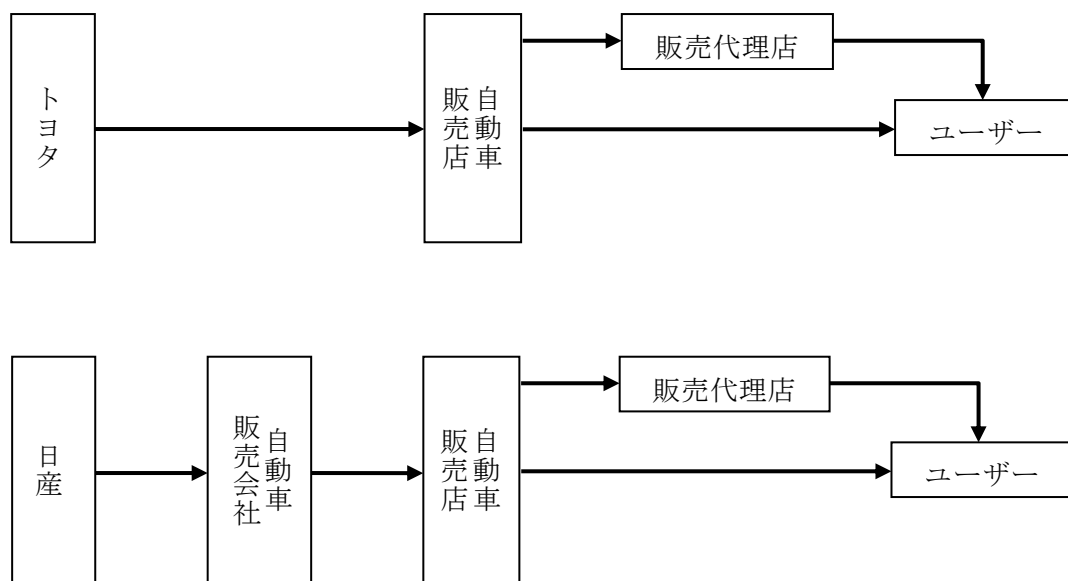 トヨタ
自動車
販売店
販売代理店
ユーザー
日産
自動車
販売会社
自動車
販売店
販売代理店
ユーザー